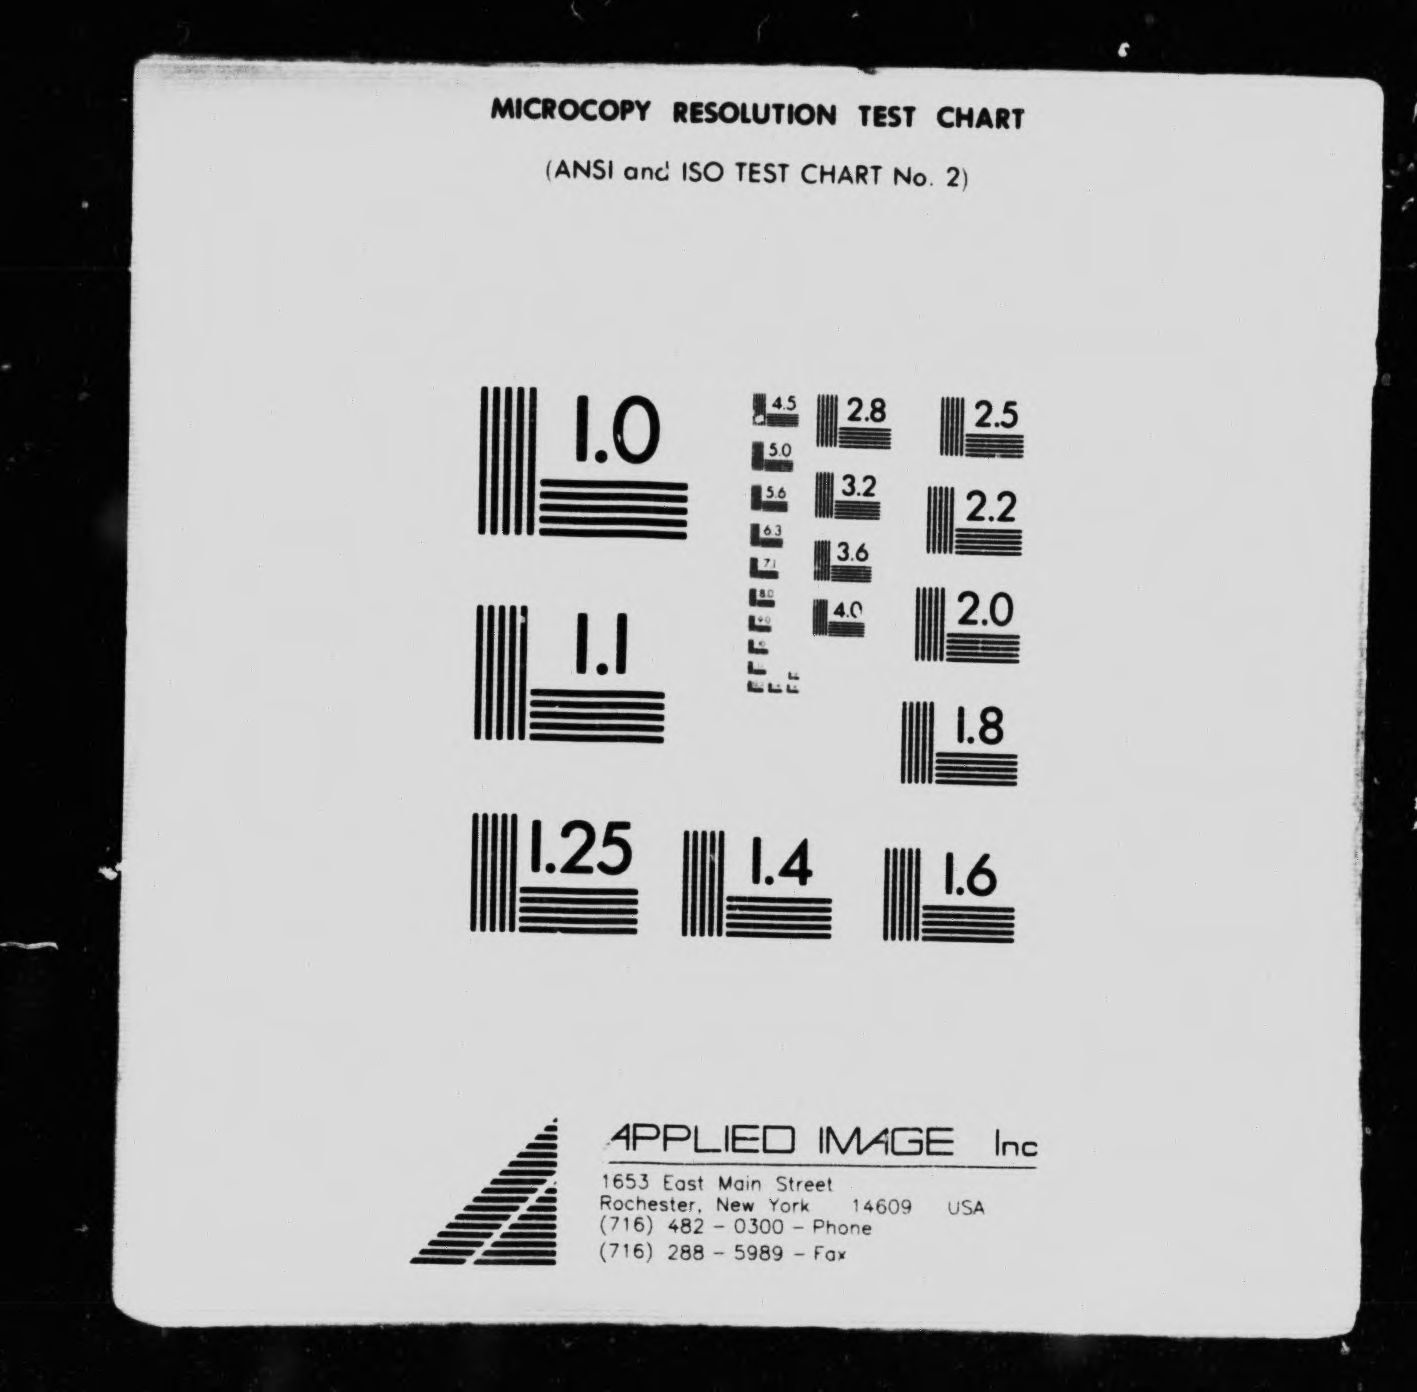 MICROCOPY RESOLUTION TEST CHART
(ANSI and ISO TEST CHART No. 2)
1.0
4.5
2.8
2.5
5.0
3.2
2.2
5.6
6.3
3.6
7.1
8.0
4.0
2.0
1.1
1.8
1.25
1.4
1.6
APPLIED IMAGE Inc
1653 East Main Street
Rochester, New York 14609 USA
(716) 482 - 0300 - Phone
(716) 288 - 5989 - Fax